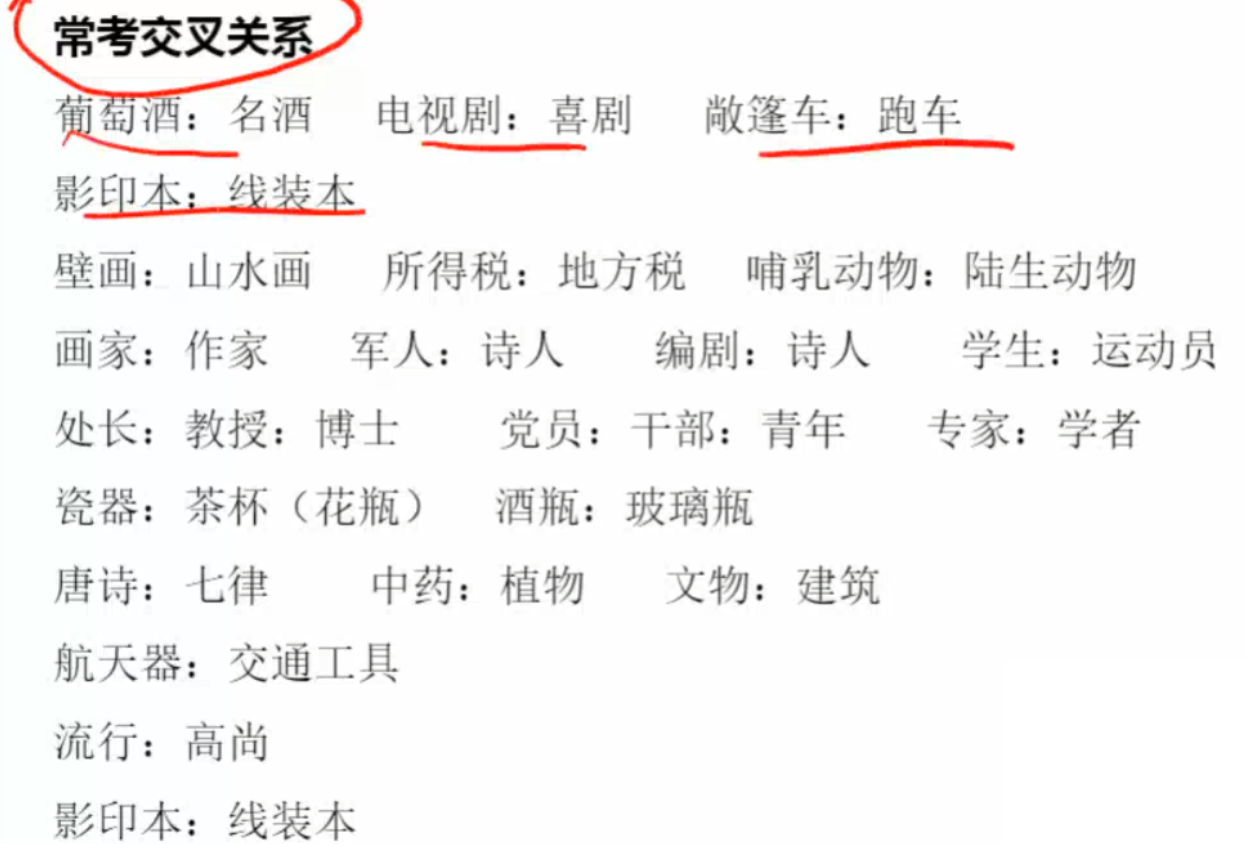 常考交叉关系
葡萄酒：名酒 电视剧：喜剧 敞篷车：跑车
影印本：线装本
壁画：山水画 所得税：地方税 哺乳动物：陆生动物
画家：作家 军人：诗人 编剧：诗人 学生：运动员
处长：教授：博士 党员：干部：青年 专家：学者
瓷器：茶杯（花瓶） 酒瓶：玻璃瓶
唐诗：七律 中药：植物 文物：建筑
航天器：交通工具
流行：高尚
影印本：线装本